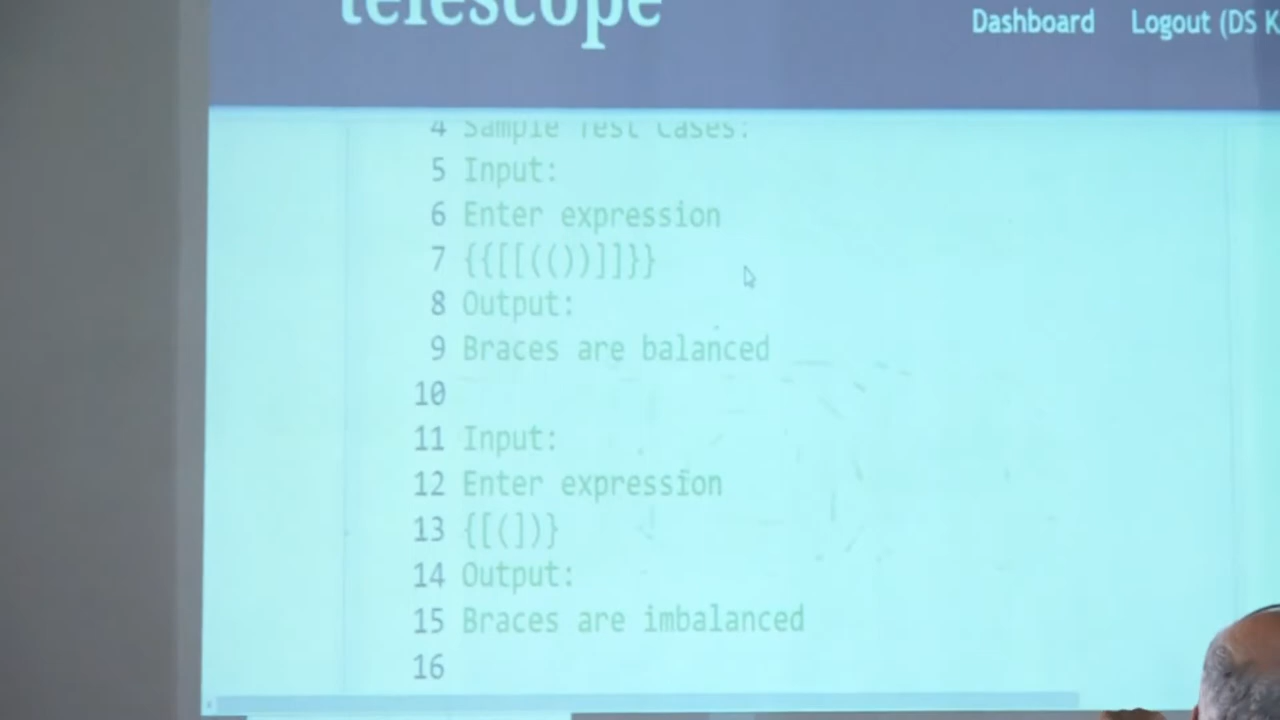 telescope
Dashboard Logout (DS K
4 Sample Test Cases:
5 Input:
6 Enter expression
7 {{[[(())]]}}
8 Output:
9 Braces are balanced
10
11 Input:
12 Enter expression
13 {[(])}
14 Output:
15 Braces are imbalanced
16